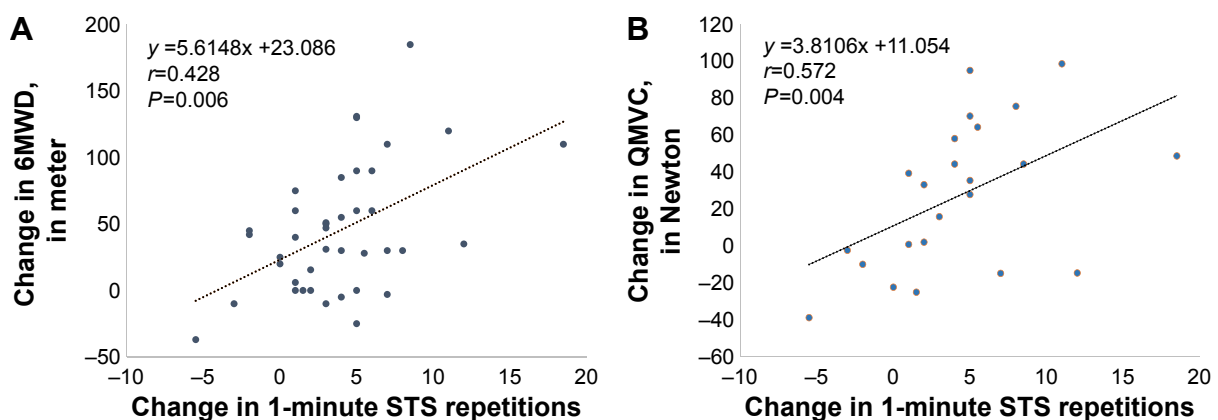 A
Change in 6MWD,
in meter
200
150
100
50
0
–50
y =5.6148x +23.086
r=0.428
P=0.006
–10
–5
0
5
10
15
20
Change in 1-minute STS repetitions
B
Change in QMVC,
in Newton
120
100
80
60
40
20
0
–20
–40
–60
y =3.8106x +11.054
r=0.572
P=0.004
–10
–5
0
5
10
15
20
Change in 1-minute STS repetitions